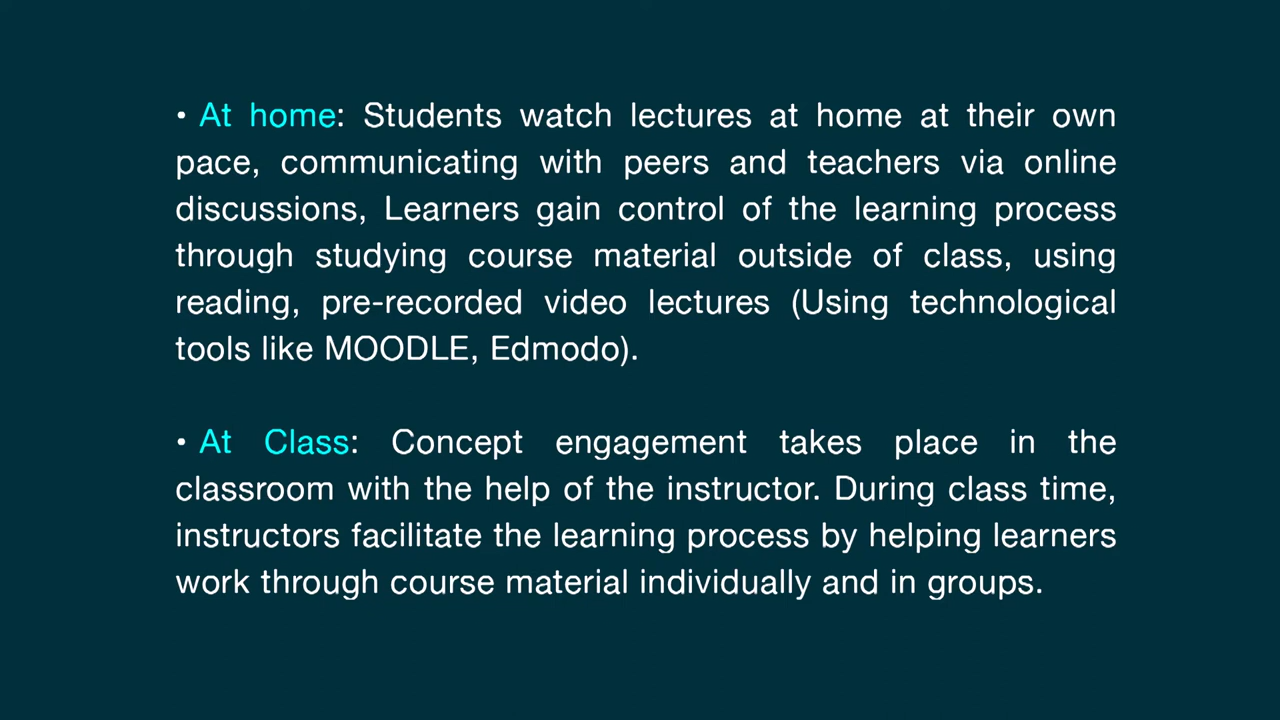 • At home: Students watch lectures at home at their own
pace, communicating with peers and teachers via online
discussions, Learners gain control of the learning process
through studying course material outside of class, using
reading, pre-recorded video lectures (Using technological
tools like MOODLE, Edmodo).
• At Class: Concept engagement takes place in the
classroom with the help of the instructor. During class time,
instructors facilitate the learning process by helping learners
work through course material individually and in groups.